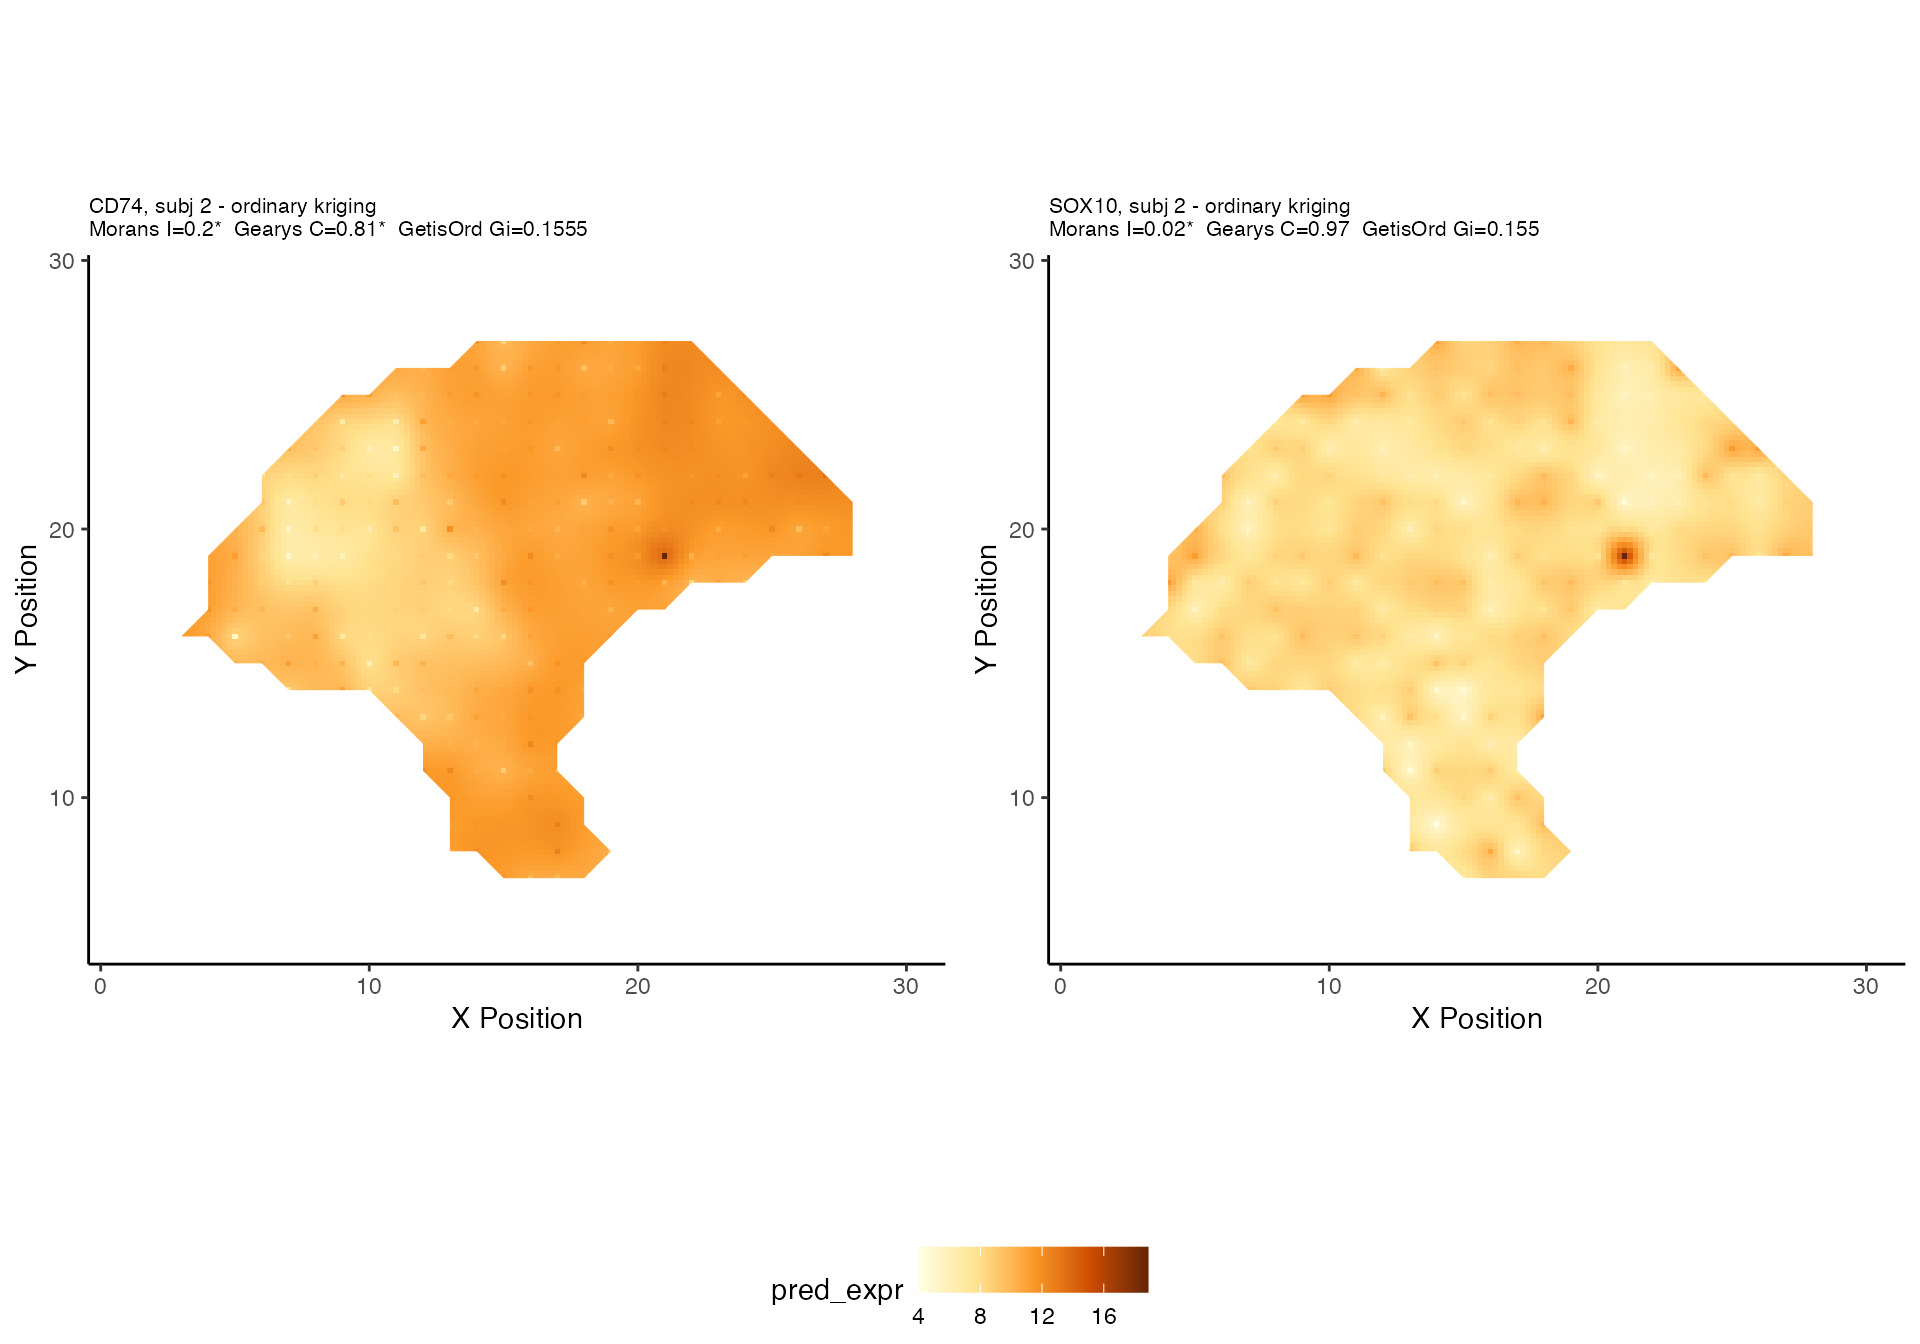 CD74, subj 2 - ordinary kriging
Morans I=0.2*  Gearys C=0.81*  GetisOrd Gi=0.1555
30
20
10
Y Position
0 10 20 30
X Position
SOX10, subj 2 - ordinary kriging
Morans I=0.02*  Gearys C=0.97  GetisOrd Gi=0.155
30
20
10
Y Position
0 10 20 30
X Position
pred_expr
4 8 12 16